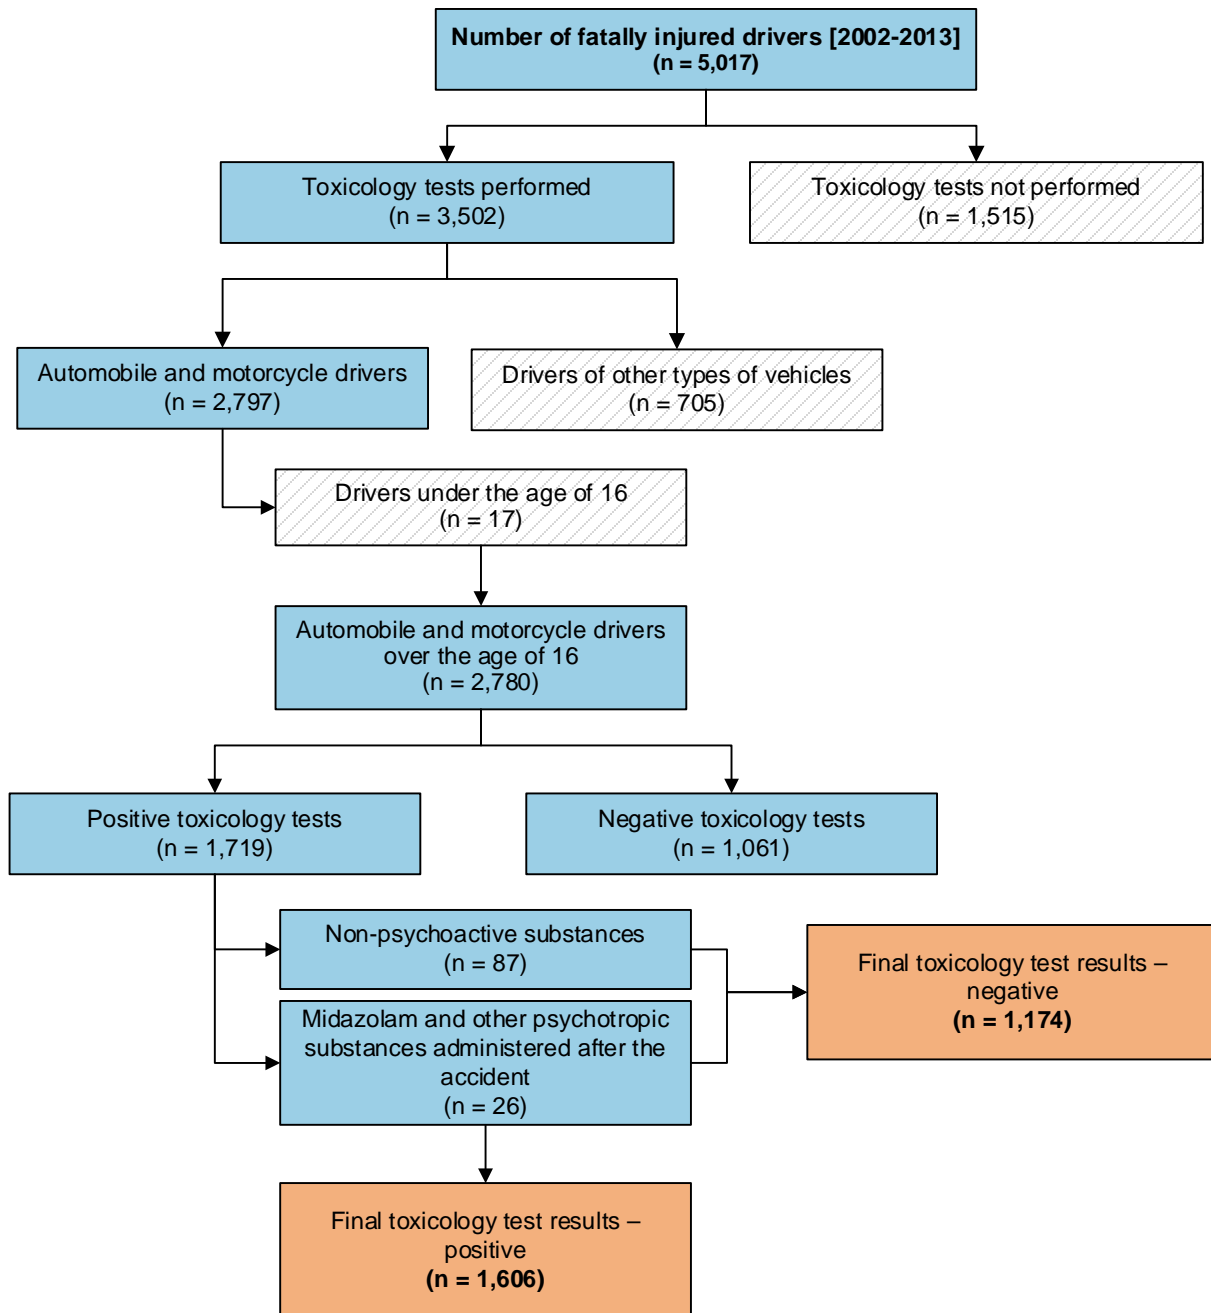 Number of fatally injured drivers [2002-2013]
(n = 5,017)
Toxicology tests performed
(n = 3,502)
Toxicology tests not performed
(n = 1,515)
Automobile and motorcycle drivers
(n = 2,797)
Drivers of other types of vehicles
(n = 705)
Drivers under the age of 16
(n = 17)
Automobile and motorcycle drivers
over the age of 16
(n = 2,780)
Positive toxicology tests
(n = 1,719)
Negative toxicology tests
(n = 1,061)
Non-psychoactive substances
(n = 87)
Midazolam and other psychotropic
substances administered after the
accident
(n = 26)
Final toxicology test results –
negative
(n = 1,174)
Final toxicology test results –
positive
(n = 1,606)